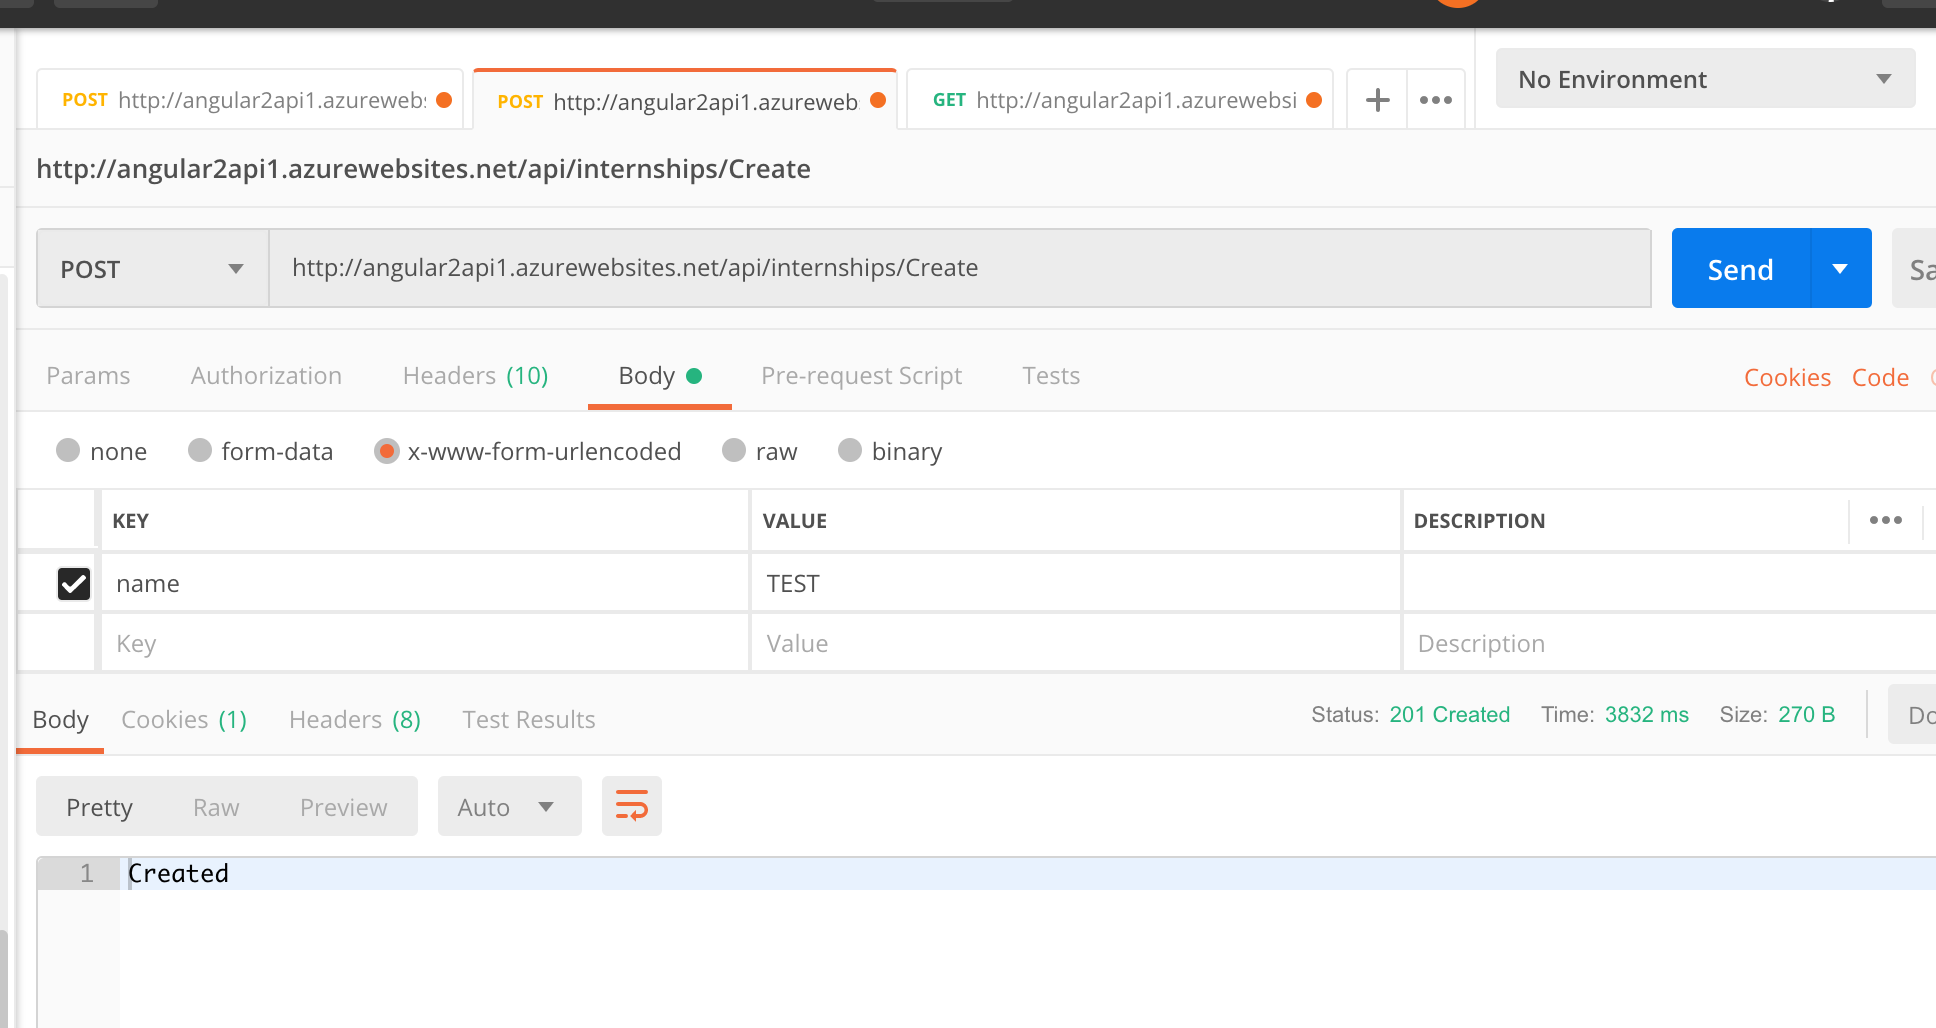 POST http://angular2api1.azureweb
POST http://angular2api1.azureweb
GET http://angular2api1.azurewebsi
No Environment
http://angular2api1.azurewebsites.net/api/internships/Create
POST http://angular2api1.azurewebsites.net/api/internships/Create Send Sa
Params Authorization Headers (10) Body Pre-request Script Tests Cookies Code
none form-data x-www-form-urlencoded raw binary
KEY VALUE DESCRIPTION
name TEST
Key Value Description
Body Cookies (1) Headers (8) Test Results Status: 201 Created Time: 3832 ms Size: 270 B Do
Pretty Raw Preview Auto
1 Created